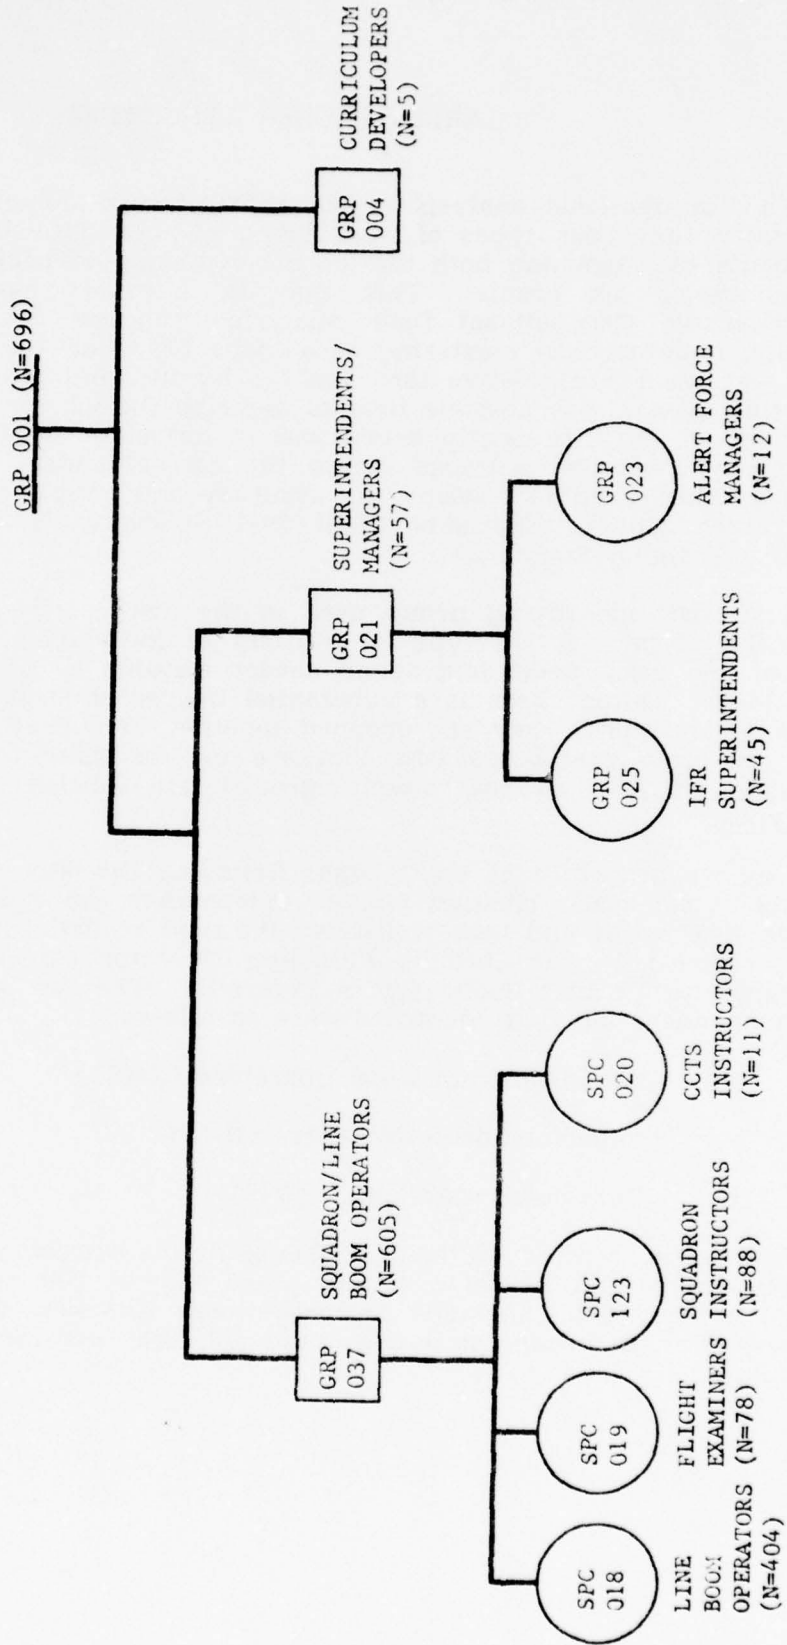 GRP 001 (N=696)
GRP
004
CURRICULUM
DEVELOPERS
(N=5)
GRP
021
SUPERINTENDENTS/
MANAGERS
(N=57)
GRP
037
SQUADRON/LINE
BOOM OPERATORS
(N=605)
SPC
018
LINE
BOOM
OPERATORS
(N=404)
SPC
019
FLIGHT
EXAMINERS
(N=78)
SPC
123
SQUADRON
INSTRUCTORS
(N=88)
SPC
020
CCTS
INSTRUCTORS
(N=11)
GRP
025
IFR
SUPERINTENDENTS
(N=45)
GRP
023
ALERT FORCE
MANAGERS
(N=12)